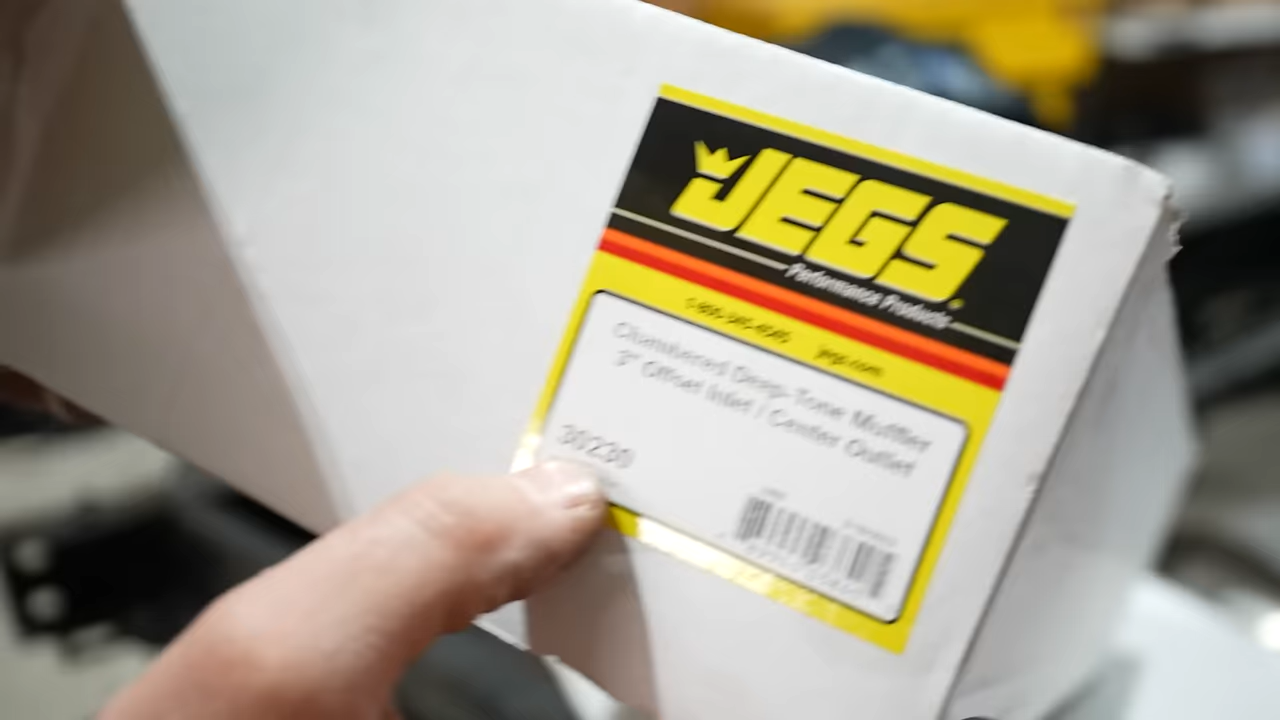 JEGS
Performance Products
jegs.com
Chambered Deep Tone Muffler
3" Offset Inlet / Center Outlet
30230